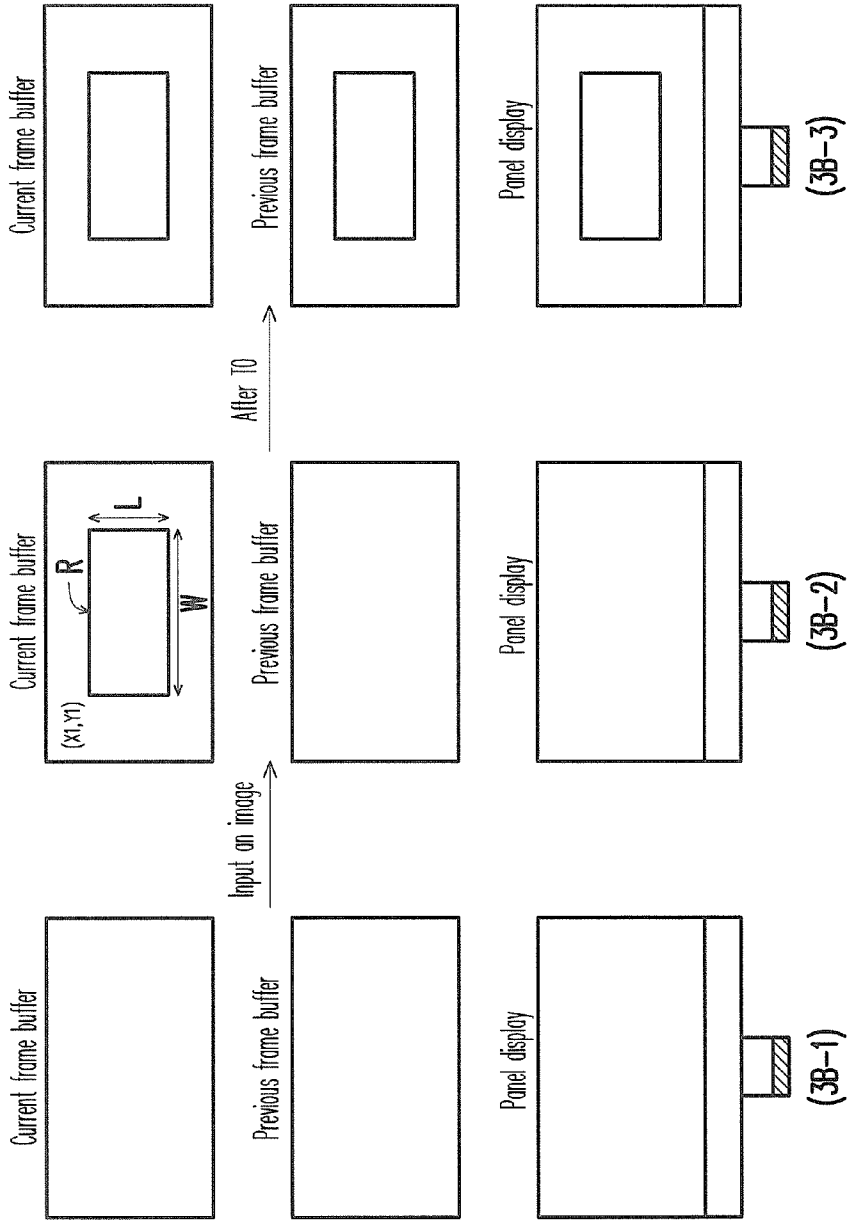 Current frame buffer
Previous frame buffer
Panel display
(3B-1)
Input an image
Current frame buffer
(X1,Y1)
R
L
W
Previous frame buffer
Panel display
(3B-2)
After T0
Current frame buffer
Previous frame buffer
Panel display
(3B-3)